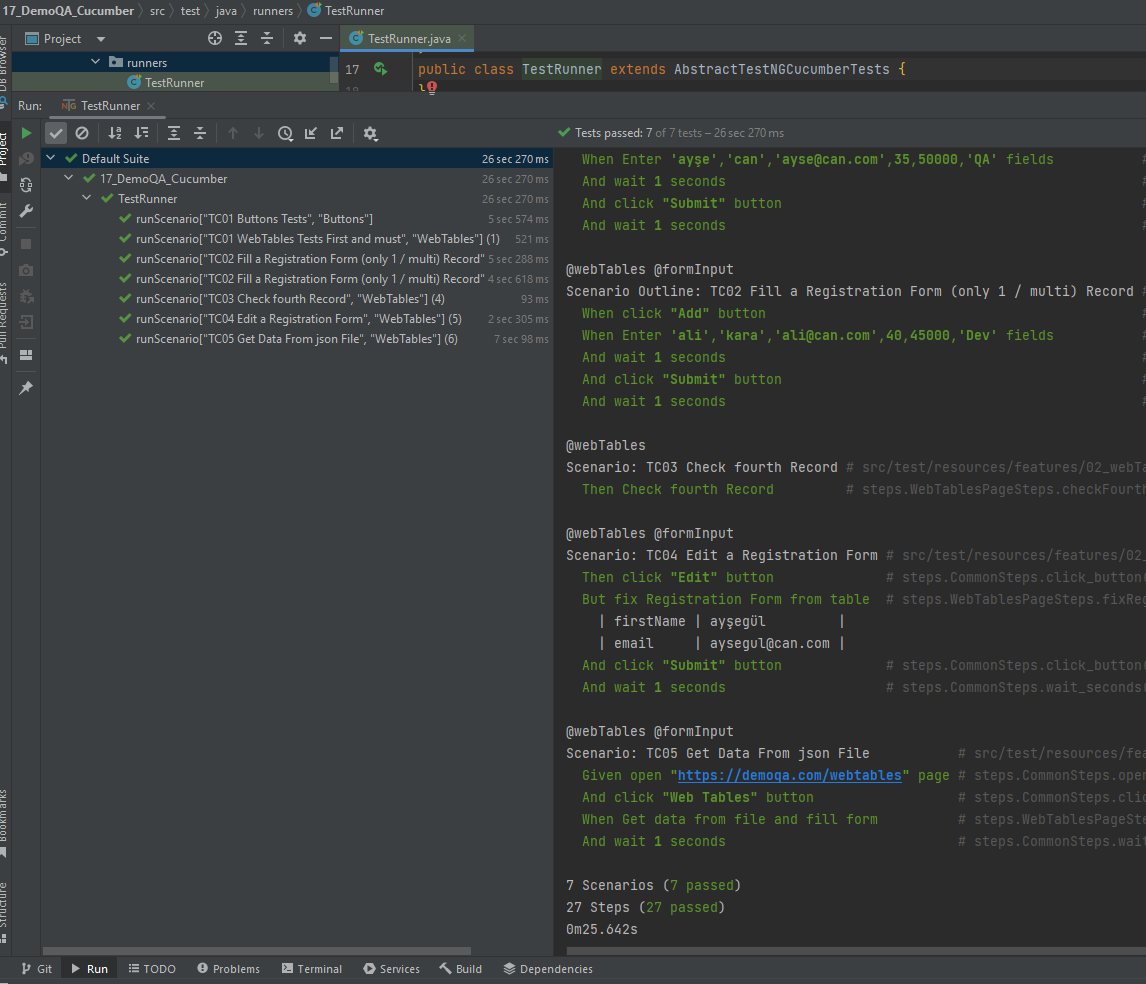 17_DemoQA_Cucumber src test java runners TestRunner
Project
TestRunner.java
runners
TestRunner
17 public class TestRunner extends AbstractTestNGCucumberTests {
18 }
Run: TestRunner
Tests passed: 7 of 7 tests – 26 sec 270 ms
Default Suite 26 sec 270 ms
17_DemoQA_Cucumber 26 sec 270 ms
TestRunner 26 sec 270 ms
runScenario["TC01 Buttons Tests", "Buttons"] 5 sec 574 ms
runScenario["TC01 WebTables Tests First and must", "WebTables"] (1) 521 ms
runScenario["TC02 Fill a Registration Form (only 1 / multi) Record" 5 sec 288 ms
runScenario["TC02 Fill a Registration Form (only 1 / multi) Record" 4 sec 618 ms
runScenario["TC03 Check fourth Record", "WebTables"] (4) 93 ms
runScenario["TC04 Edit a Registration Form", "WebTables"] (5) 2 sec 305 ms
runScenario["TC05 Get Data From json File", "WebTables"] (6) 7 sec 98 ms
When Enter 'ayşe','can','ayse@can.com',35,50000,'QA' fields #
And wait 1 seconds #
And click "Submit" button #
And wait 1 seconds #
@webTables @formInput
Scenario Outline: TC02 Fill a Registration Form (only 1 / multi) Record #
When click "Add" button #
When Enter 'ali','kara','ali@can.com',40,45000,'Dev' fields #
And wait 1 seconds #
And click "Submit" button #
And wait 1 seconds #
@webTables
Scenario: TC03 Check fourth Record # src/test/resources/features/02_webTa
Then Check fourth Record # steps.WebTablesPageSteps.checkFourth
@webTables @formInput
Scenario: TC04 Edit a Registration Form # src/test/resources/features/02_
Then click "Edit" button # steps.CommonSteps.click_button(
But fix Registration Form from table # steps.WebTablesPageSteps.fixReg
| firstName | ayşegül |
| email | aysegul@can.com |
And click "Submit" button # steps.CommonSteps.click_button(
And wait 1 seconds # steps.CommonSteps.wait_seconds(
@webTables @formInput
Scenario: TC05 Get Data From json File # src/test/resources/fea
Given open "https://demoqa.com/webtables" page # steps.CommonSteps.open
And click "Web Tables" button # steps.CommonSteps.clic
When Get data from file and fill form # steps.WebTablesPageSte
And wait 1 seconds # steps.CommonSteps.wait
7 Scenarios (7 passed)
27 Steps (27 passed)
0m25.642s
DB Browser
Project
Commit
Pull Requests
Bookmarks
Structure
Git Run TODO Problems Terminal Services Build Dependencies